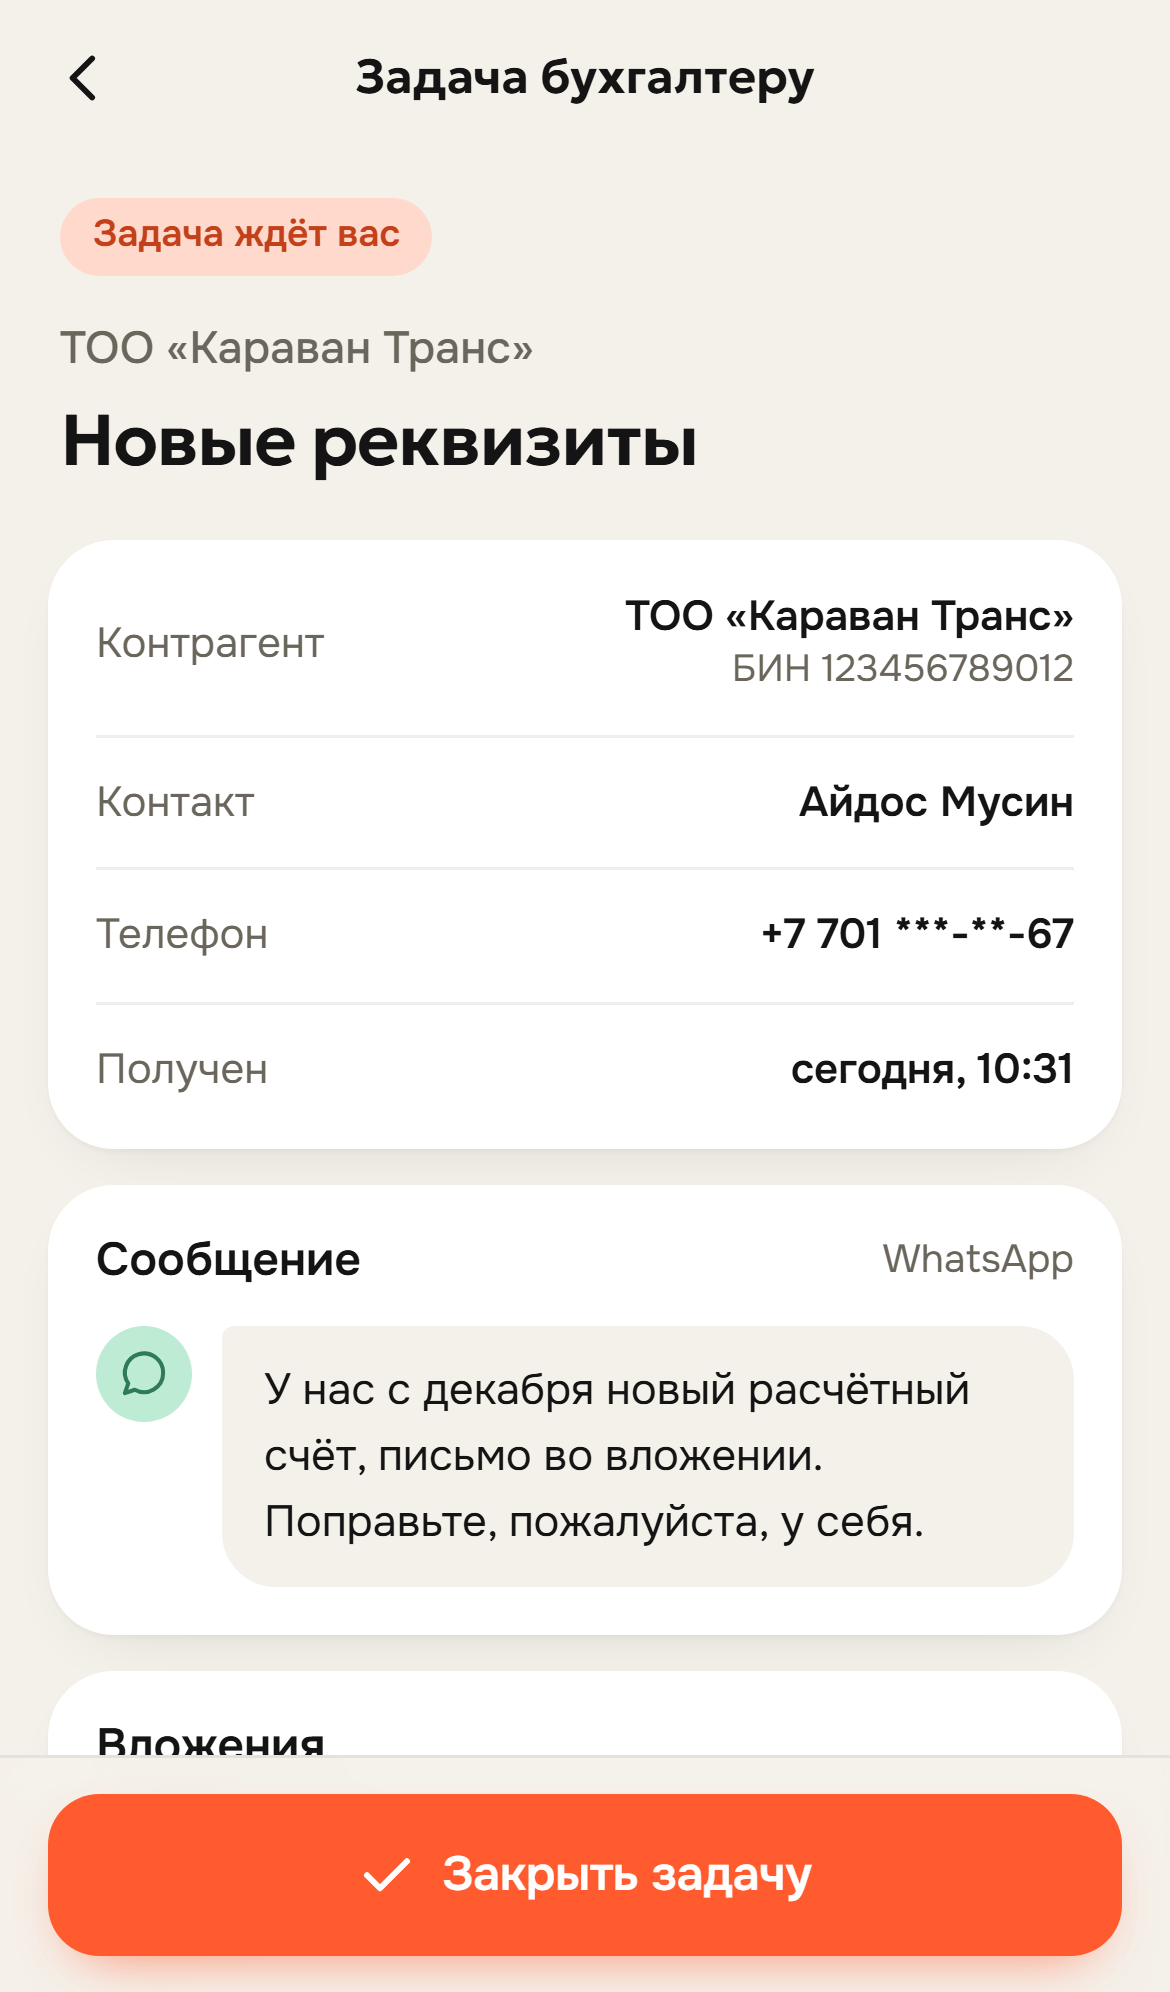 Задача бухгалтеру
Задача ждёт вас
ТОО «Караван Транс»
Новые реквизиты
Контрагент
ТОО «Караван Транс»
БИН 123456789012
Контакт
Айдос Мусин
Телефон
+7 701 ***-**-67
Получен
сегодня, 10:31
Сообщение
WhatsApp
У нас с декабря новый расчётный
счёт, письмо во вложении.
Поправьте, пожалуйста, у себя.
Вложения
Закрыть задачу